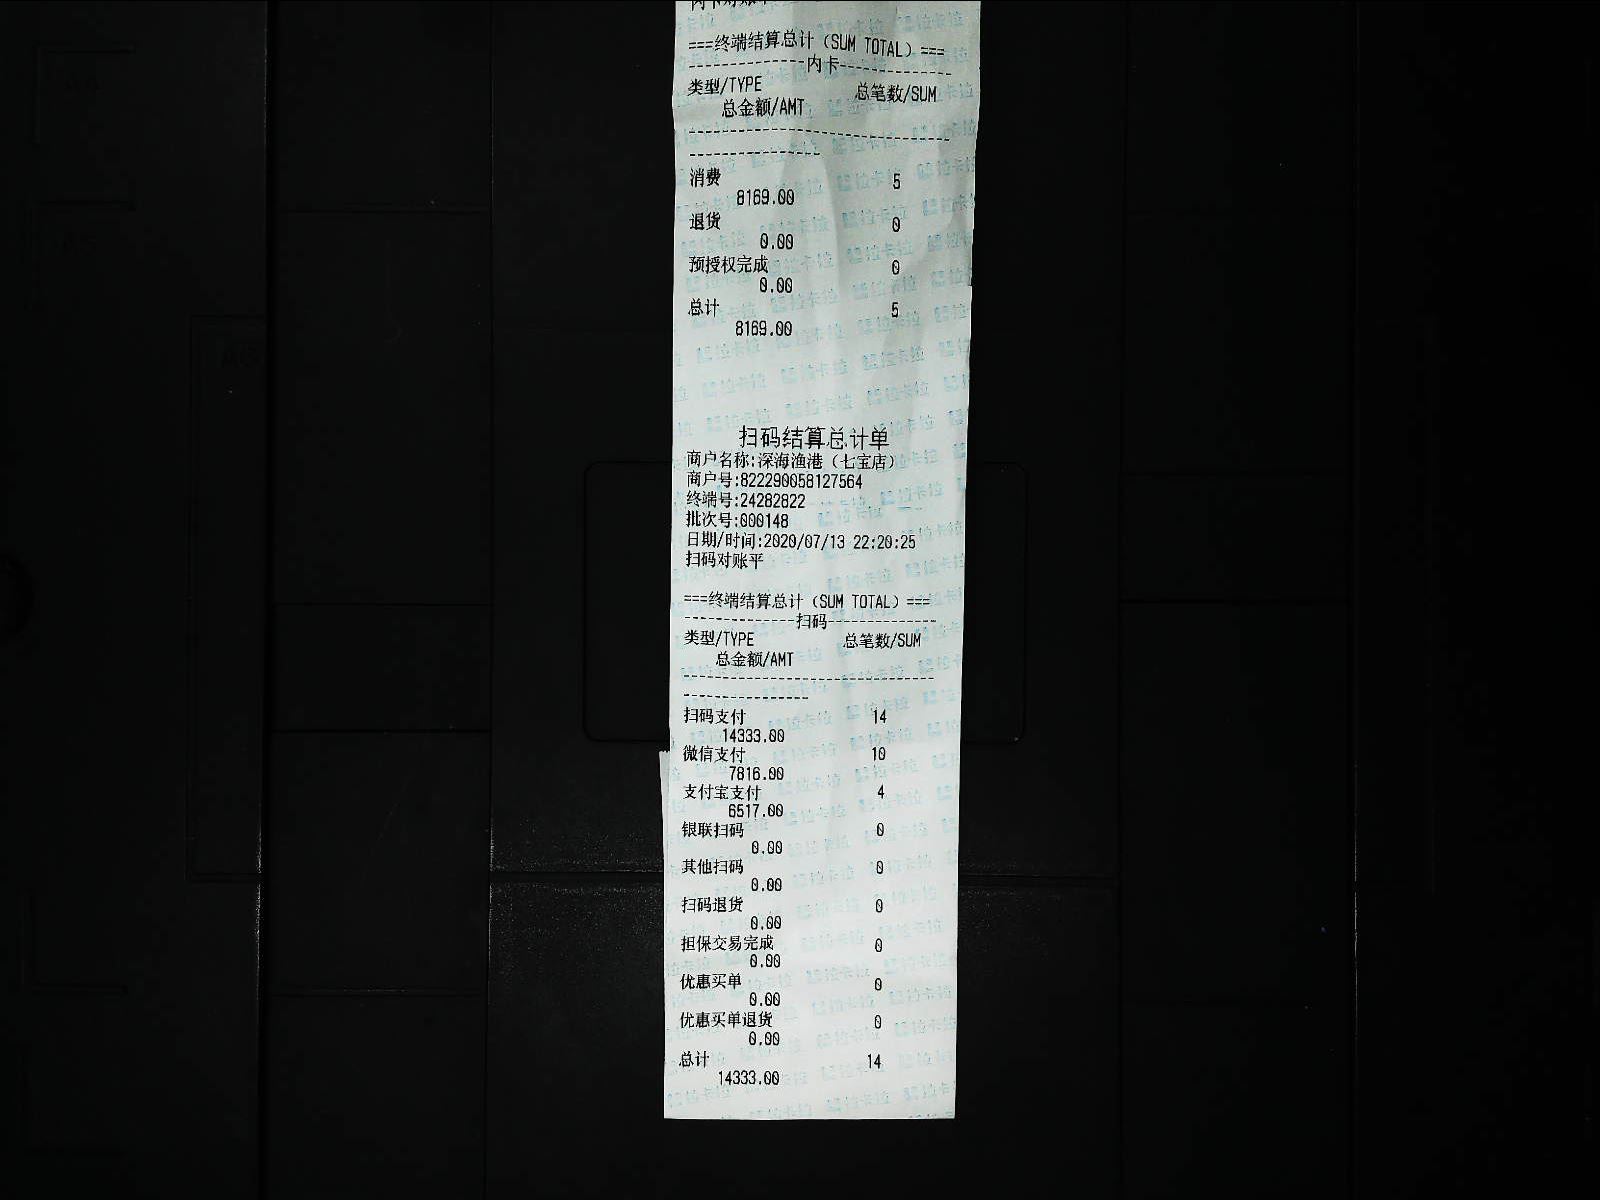 ===终端结算总计（SUM TOTAL）===
---------------内卡---------------
类型/TYPE 总笔数/SUM
总金额/AMT
消费 5
8169.00
退货 0
0.00
预授权完成 0
0.00
总计 5
8169.00
扫码结算总计单
商户名称:深海渔港（七宝店）
商户号:822290058127564
终端号:24282822
批次号:000148
日期/时间:2020/07/13 22:20:25
扫码对账平
===终端结算总计（SUM TOTAL）===
---------------扫码---------------
类型/TYPE 总笔数/SUM
总金额/AMT
扫码支付 14
14333.00
微信支付 10
7816.00
支付宝支付 4
6517.00
银联扫码 0
0.00
其他扫码 0
0.00
扫码退货 0
0.00
担保交易完成 0
0.00
优惠买单 0
0.00
优惠买单退货 0
0.00
总计 14
14333.00